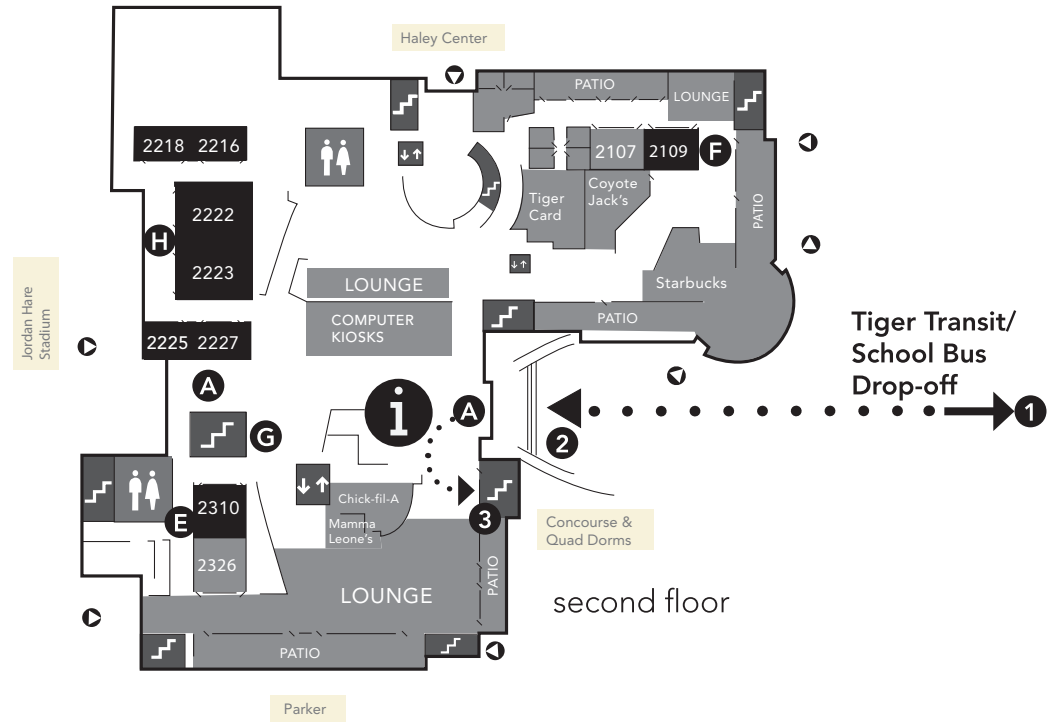 Haley Center
PATIO
LOUNGE
2218 2216
2107 2109 F
Tiger
Card
Coyote
Jack's
PATIO
2222
H
2223
Starbucks
LOUNGE
COMPUTER
KIOSKS
PATIO
Jordan Hare
Stadium
2225 2227
Tiger Transit/
School Bus
Drop-off
A
i
A
1
G
2
Chick-fil-A
2310
E
Mamma
Leone's
3
Concourse &
Quad Dorms
2326
PATIO
LOUNGE
second floor
PATIO
Parker